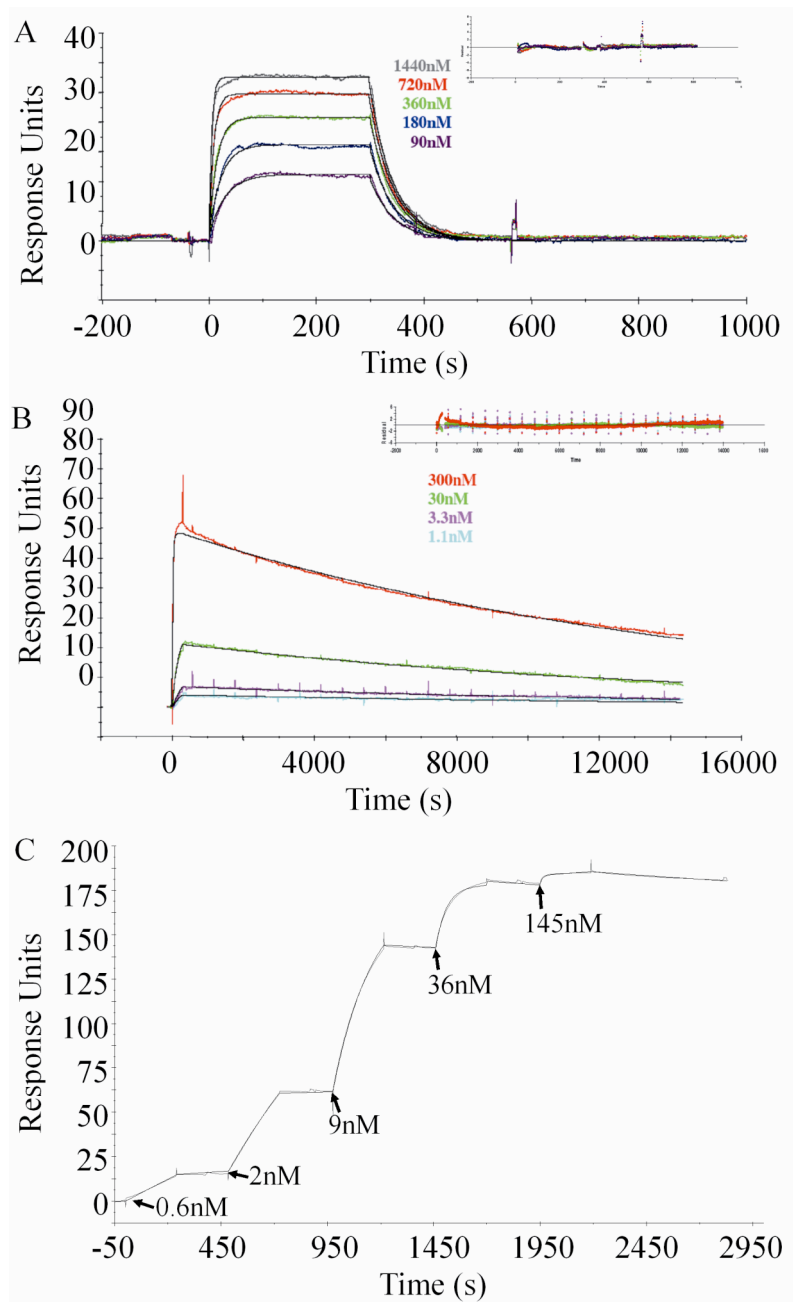 A
Response Units
40
30
20
10
0
-200 0 200 400 600 800 1000
Time (s)
1440nM
720nM
360nM
180nM
90nM
B
Response Units
90
80
70
60
50
40
30
20
10
0
0 4000 8000 12000 16000
Time (s)
Residual
Time
300nM
30nM
3.3nM
1.1nM
C
Response Units
200
175
150
125
100
75
50
25
0
-50 450 950 1450 1950 2450 2950
Time (s)
0.6nM
2nM
9nM
36nM
145nM